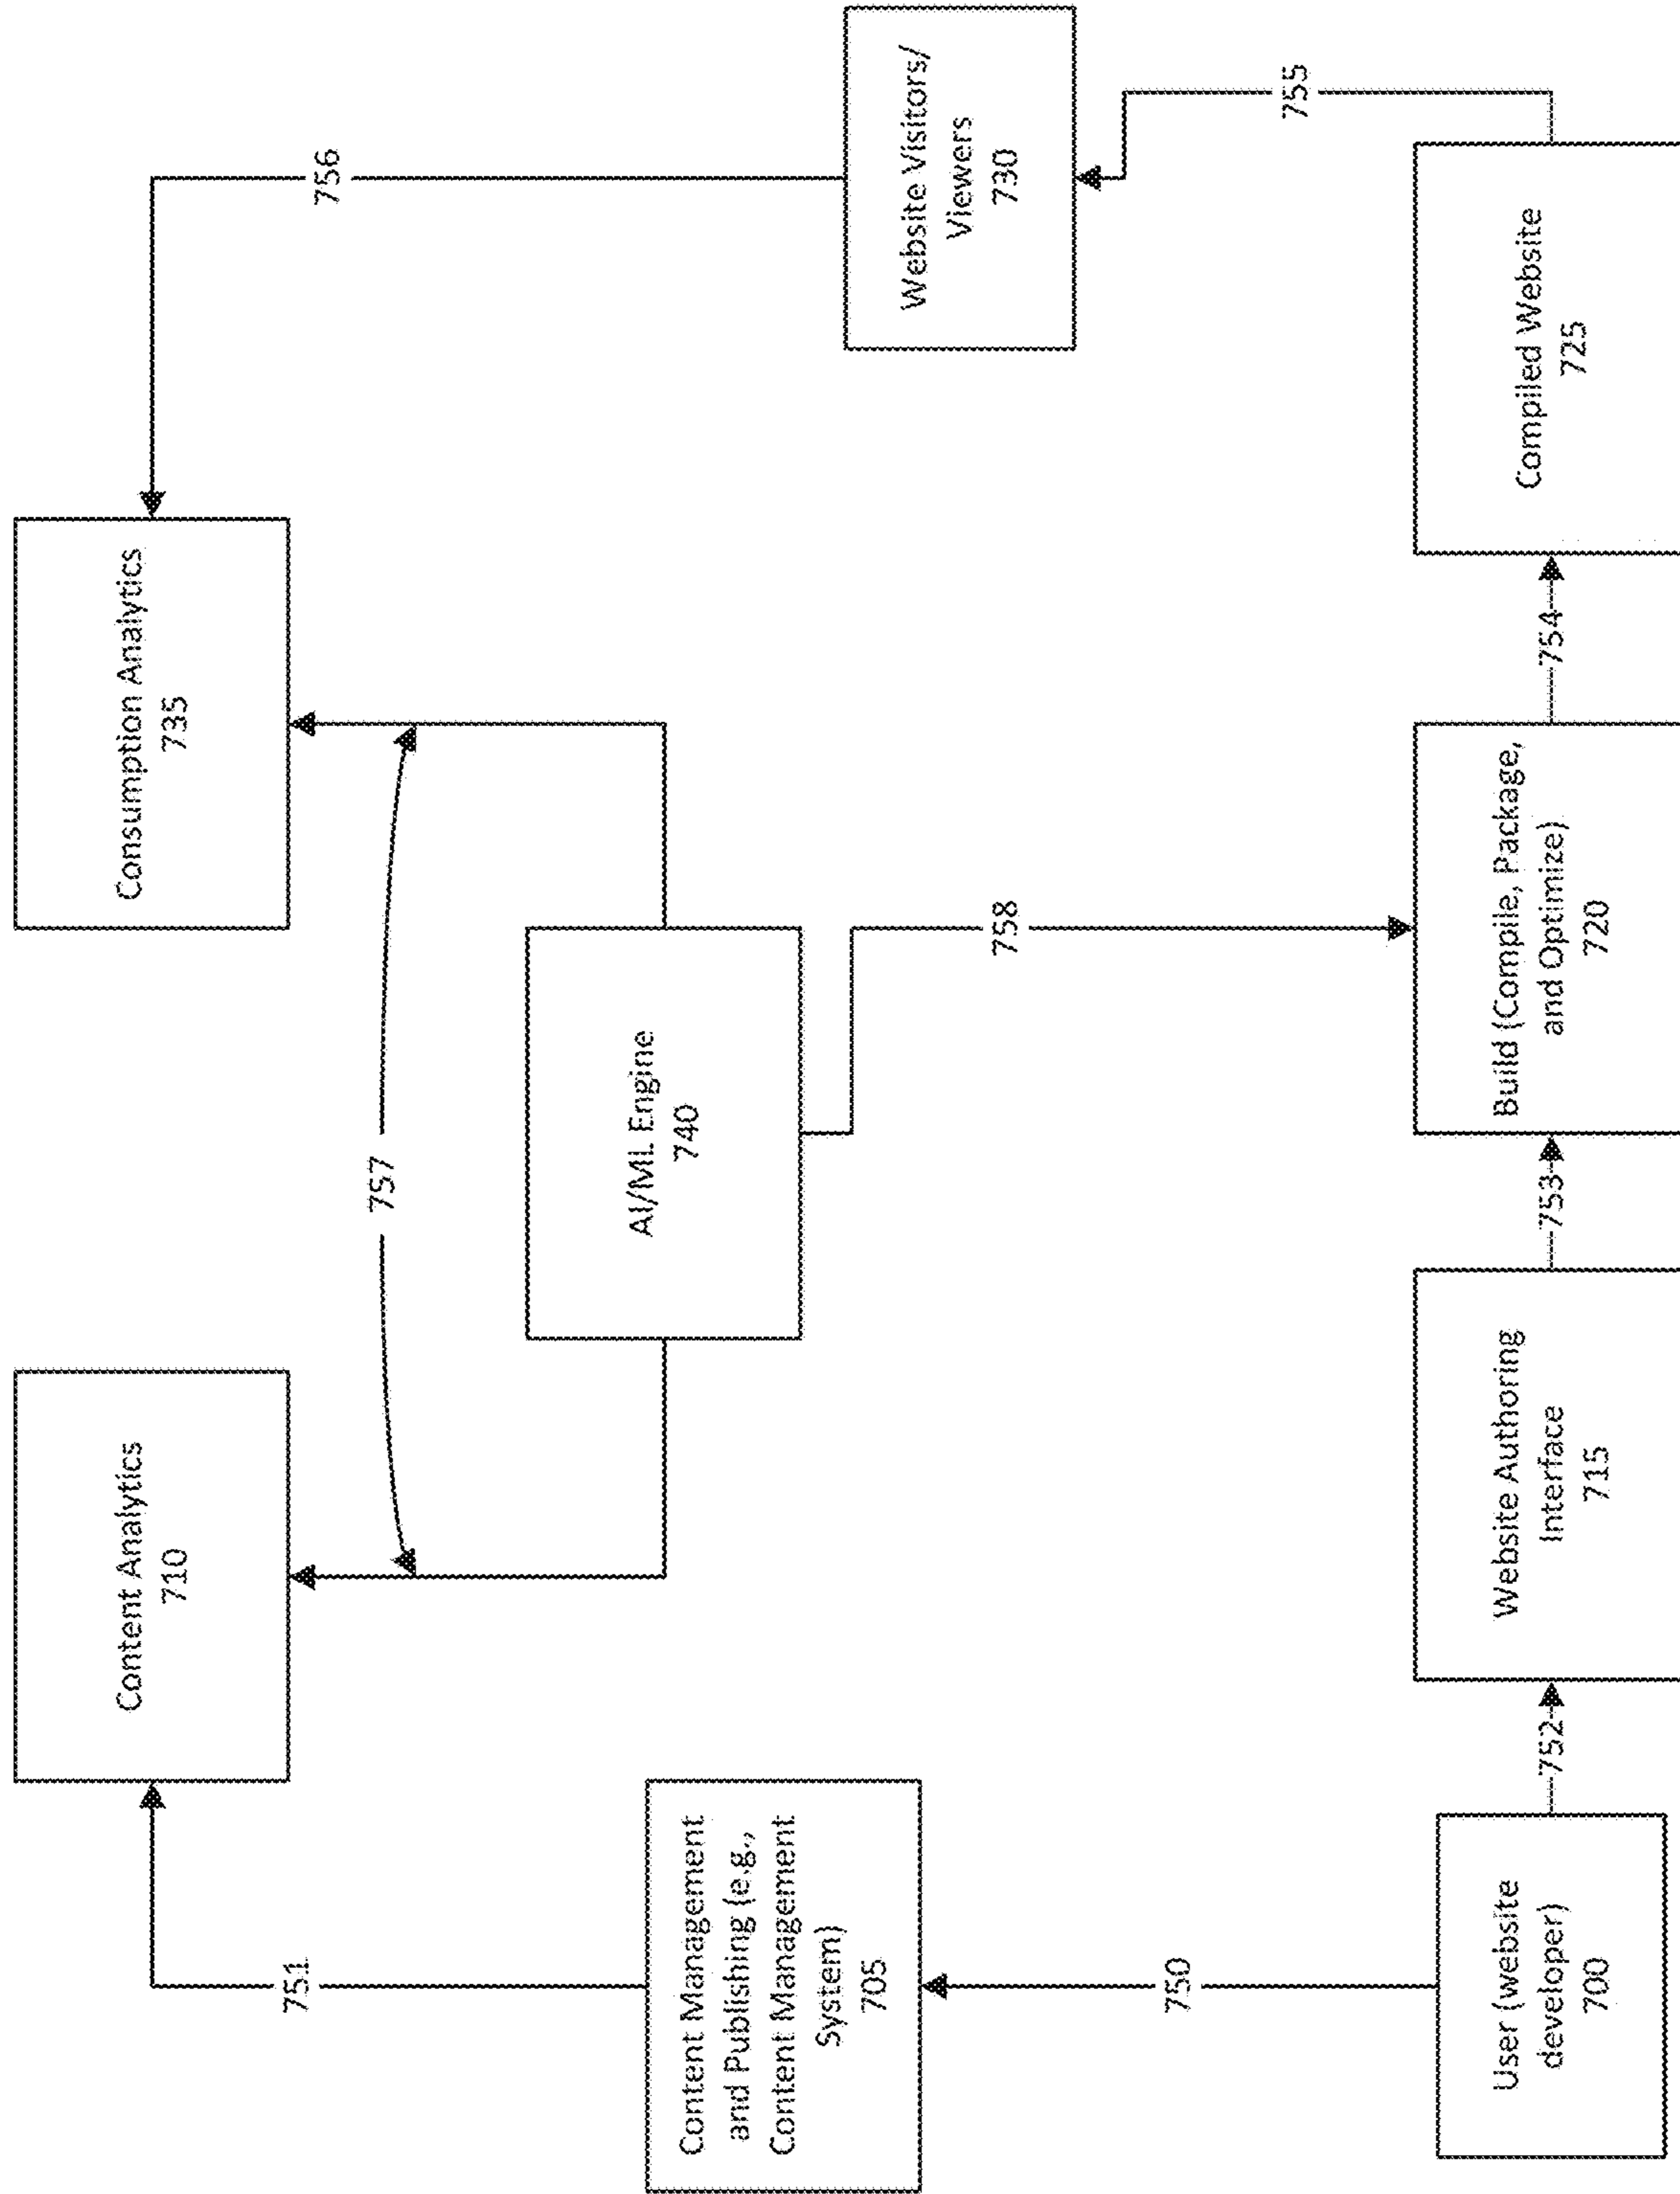 Content Analytics
710
Consumption Analytics
735
751
757
756
Content Management
and Publishing (e.g.,
Content Management
System)
705
AI/ML Engine
740
Website Visitors/
Viewers
730
750
758
755
User (website
developer)
700
752
Website Authoring
Interface
715
753
Build (Compile, Package,
and Optimize)
720
754
Compiled Website
725